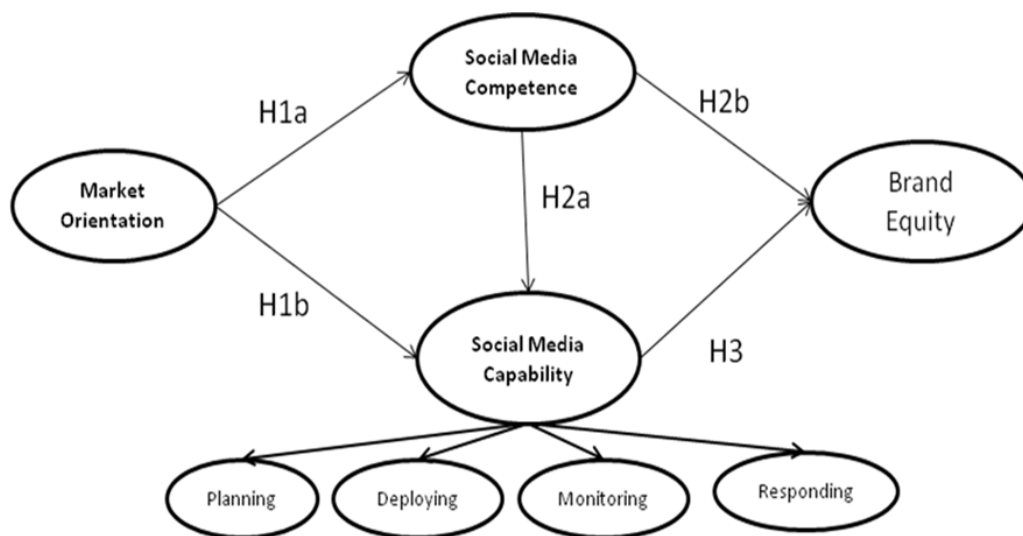 Social Media
Competence
H1a
H2b
Market
Orientation
H2a
Brand
Equity
H1b
Social Media
Capability
H3
Planning
Deploying
Monitoring
Responding